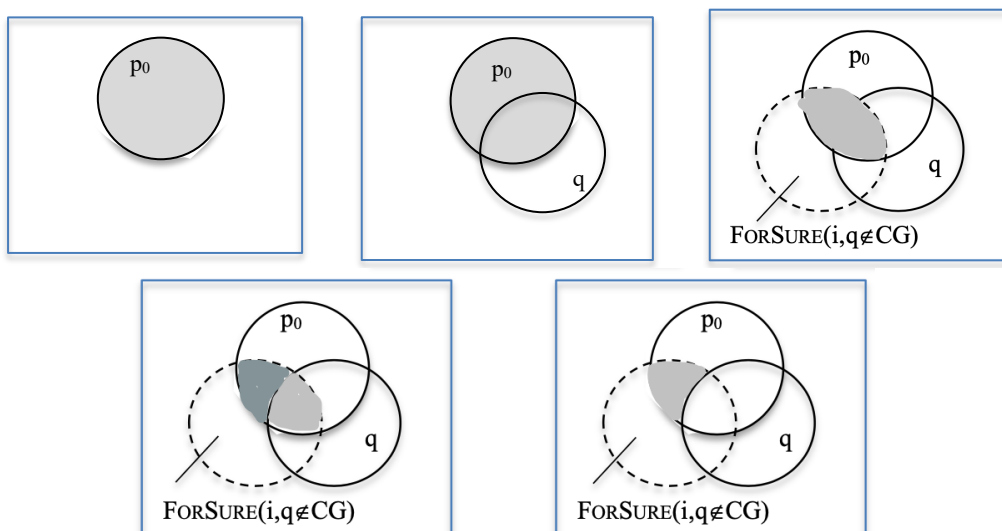 p₀
p₀
q
p₀
q
FORSURE(i,q∉CG)
p₀
q
FORSURE(i,q∉CG)
p₀
q
FORSURE(i,q∉CG)